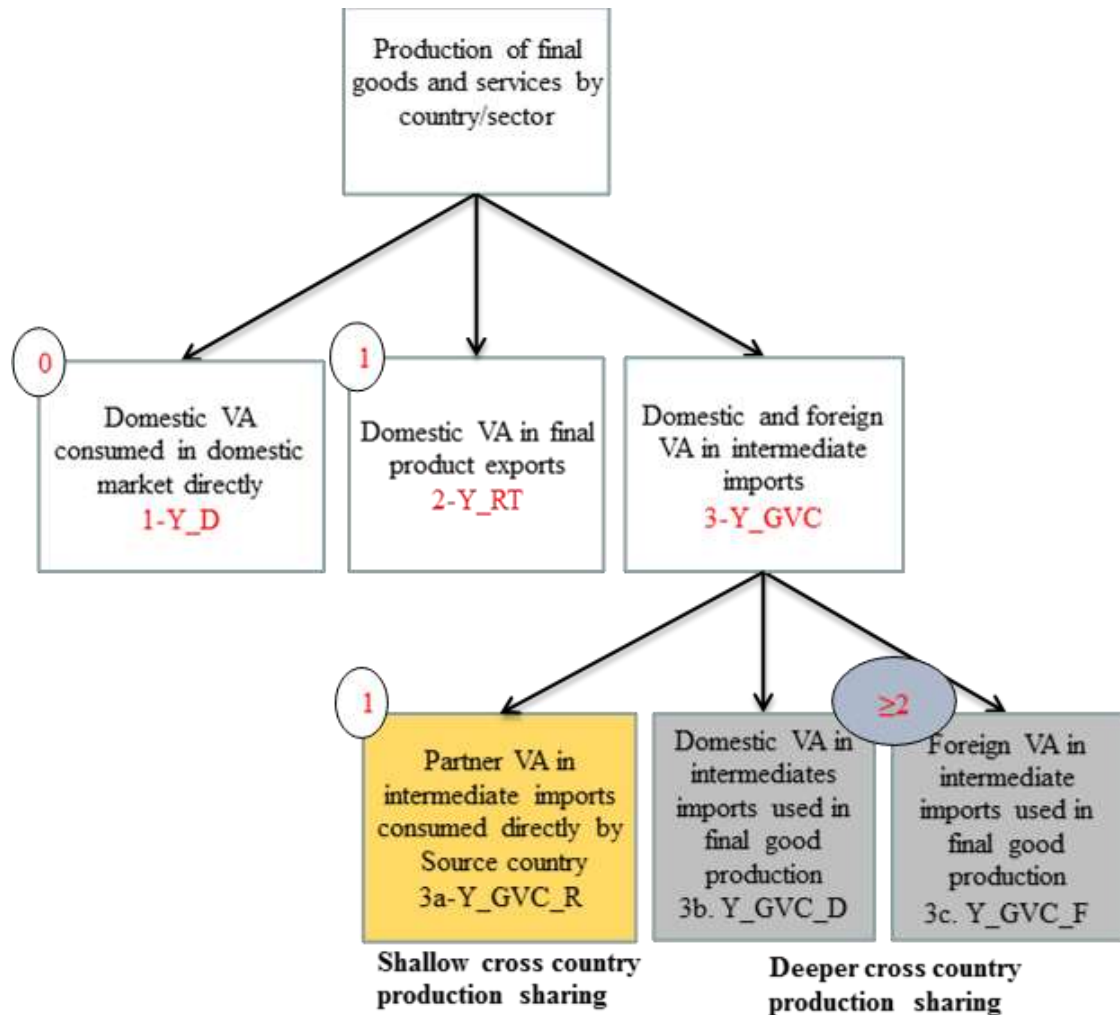 Production of final
goods and services by
country/sector
0
Domestic VA
consumed in domestic
market directly
1-Y_D
1
Domestic VA in final
product exports
2-Y_RT
Domestic and foreign
VA in intermediate
imports
3-Y_GVC
1
Partner VA in
intermediate imports
consumed directly by
Source country
3a-Y_GVC_R
Domestic VA in
intermediates
imports used in
final good
production
3b. Y_GVC_D
≥2
Foreign VA in
intermediate
imports used in
final good
production
3c. Y_GVC_F
Shallow cross country
production sharing
Deeper cross country
production sharing